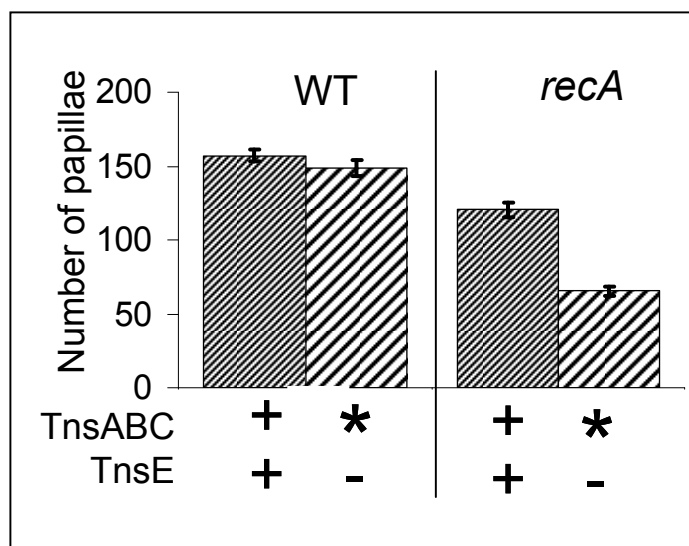 WT recA
200
150
100
50
0
Number of papillae
TnsABC + * + *
TnsE + - + -